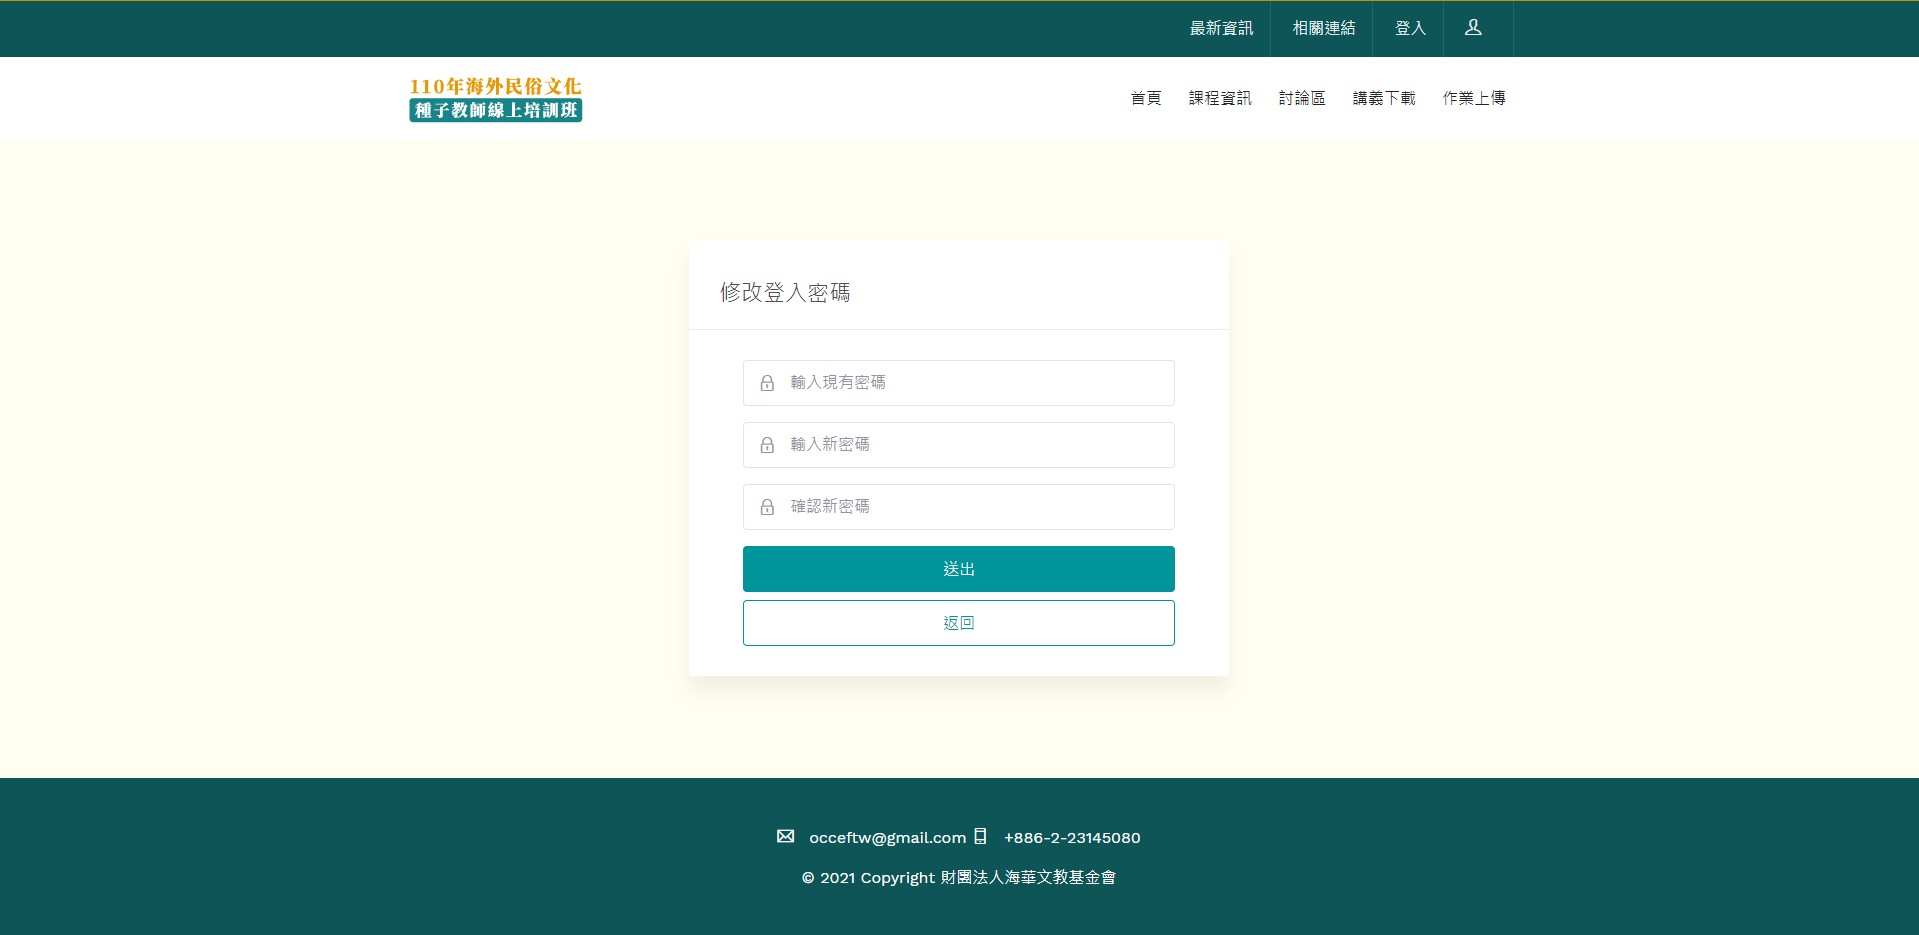 最新資訊 相關連結 登入
110年海外民俗文化
種子教師線上培訓班
首頁 課程資訊 討論區 講義下載 作業上傳
修改登入密碼
輸入現有密碼
輸入新密碼
確認新密碼
送出
返回
occeftw@gmail.com +886-2-23145080
© 2021 Copyright 財團法人海華文教基金會